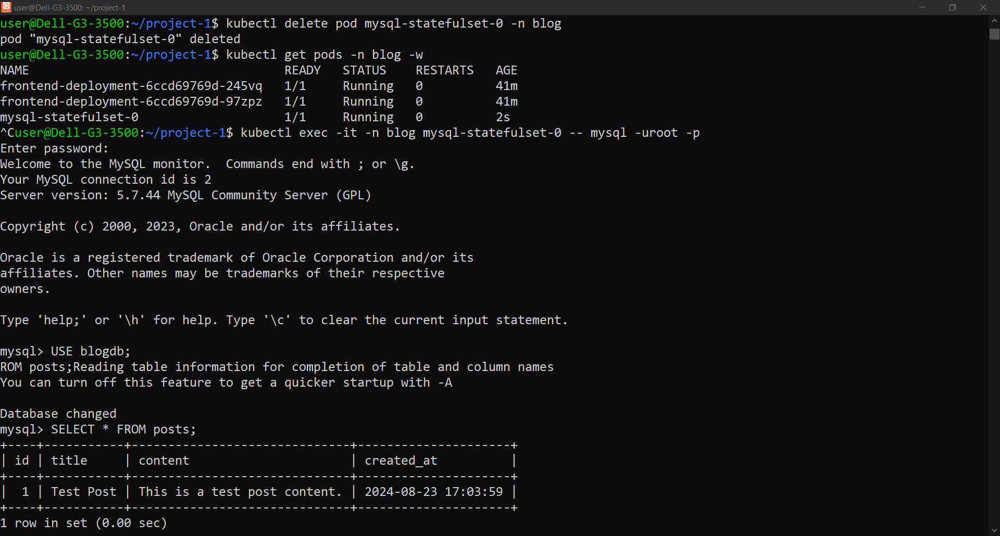 user@Dell-G3-3500: ~/project-1
user@Dell-G3-3500:~/project-1$ kubectl delete pod mysql-statefulset-0 -n blog
pod "mysql-statefulset-0" deleted
user@Dell-G3-3500:~/project-1$ kubectl get pods -n blog -w
NAME                                   READY   STATUS    RESTARTS   AGE
frontend-deployment-6ccd69769d-245vq   1/1     Running   0          41m
frontend-deployment-6ccd69769d-97zpz   1/1     Running   0          41m
mysql-statefulset-0                    1/1     Running   0          2s
^Cuser@Dell-G3-3500:~/project-1$ kubectl exec -it -n blog mysql-statefulset-0 -- mysql -uroot -p
Enter password:
Welcome to the MySQL monitor.  Commands end with ; or \g.
Your MySQL connection id is 2
Server version: 5.7.44 MySQL Community Server (GPL)

Copyright (c) 2000, 2023, Oracle and/or its affiliates.

Oracle is a registered trademark of Oracle Corporation and/or its
affiliates. Other names may be trademarks of their respective
owners.

Type 'help;' or '\h' for help. Type '\c' to clear the current input statement.

mysql> USE blogdb;
ROM posts;Reading table information for completion of table and column names
You can turn off this feature to get a quicker startup with -A

Database changed
mysql> SELECT * FROM posts;
+----+-----------+------------------------------+---------------------+
| id | title     | content                      | created_at          |
+----+-----------+------------------------------+---------------------+
|  1 | Test Post | This is a test post content. | 2024-08-23 17:03:59 |
+----+-----------+------------------------------+---------------------+
1 row in set (0.00 sec)